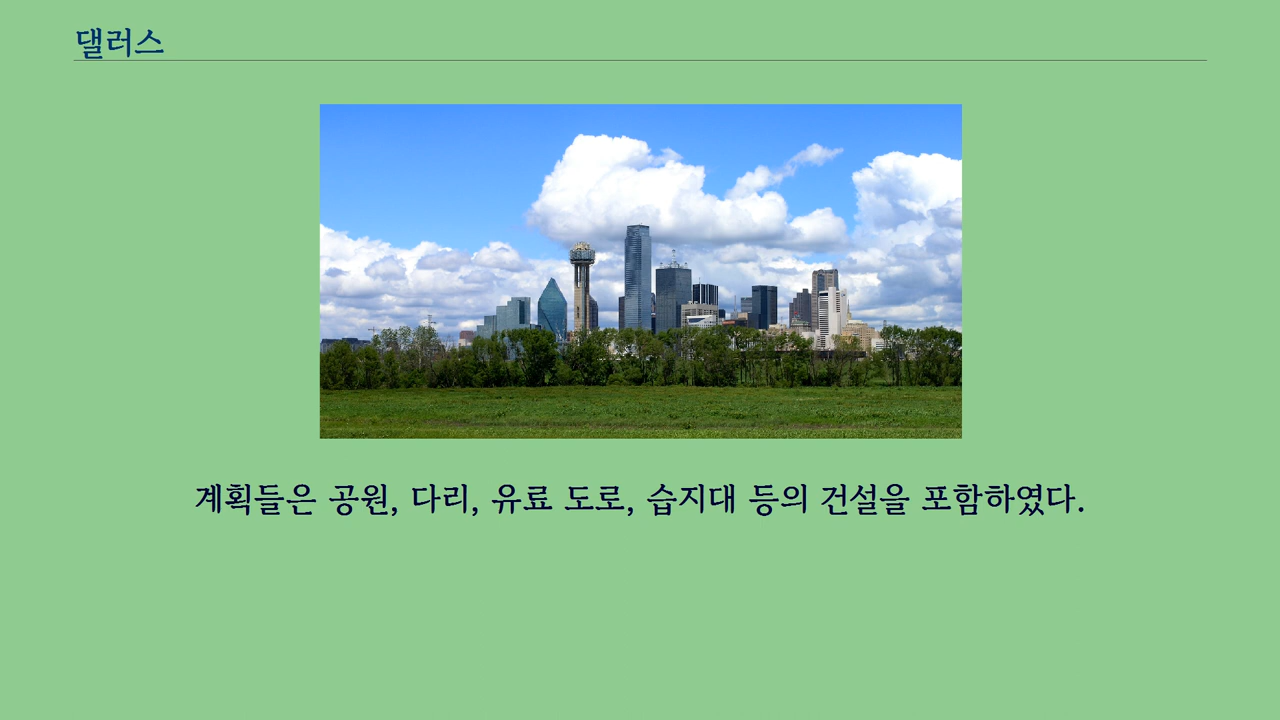 댈러스
계획들은 공원, 다리, 유료 도로, 습지대 등의 건설을 포함하였다.